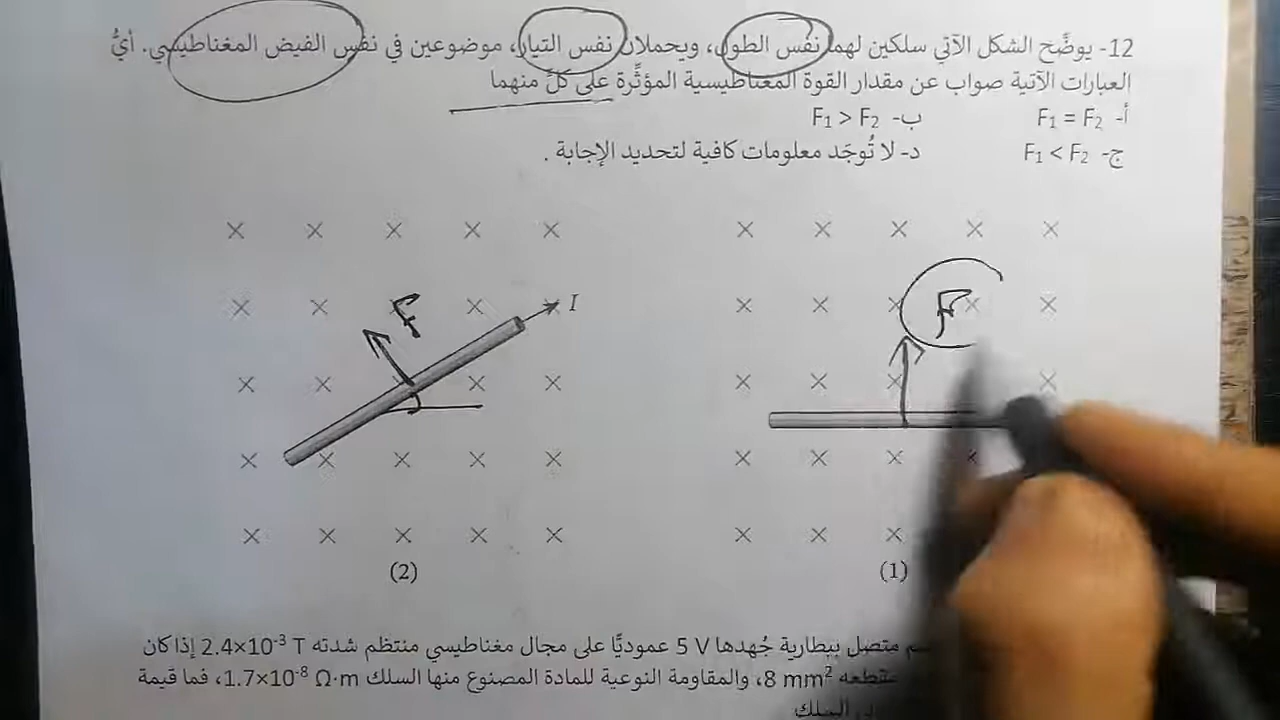 12- يوضِّح الشكل الآتي سلكين لهما نفس الطول، ويحملان نفس التيار، موضوعين في نفس الفيض المغناطيسي. أيُّ
العبارات الآتية صواب عن مقدار القوة المغناطيسية المؤثِّرة على كلٍّ منهما
أ- F₁ = F₂ ب- F₁ > F₂
ج- F₁ < F₂ د- لا تُوجَد معلومات كافية لتحديد الإجابة .
F
F
I
(1)
(2)
متصل ببطارية جُهدها 5 V عموديًّا على مجال مغناطيسي منتظم شدته 2.4×10⁻³ T إذا كان
مقطعه 8 mm²، والمقاومة النوعية للمادة المصنوع منها السلك 1.7×10⁻⁸ Ω·m، فما قيمة
السلك